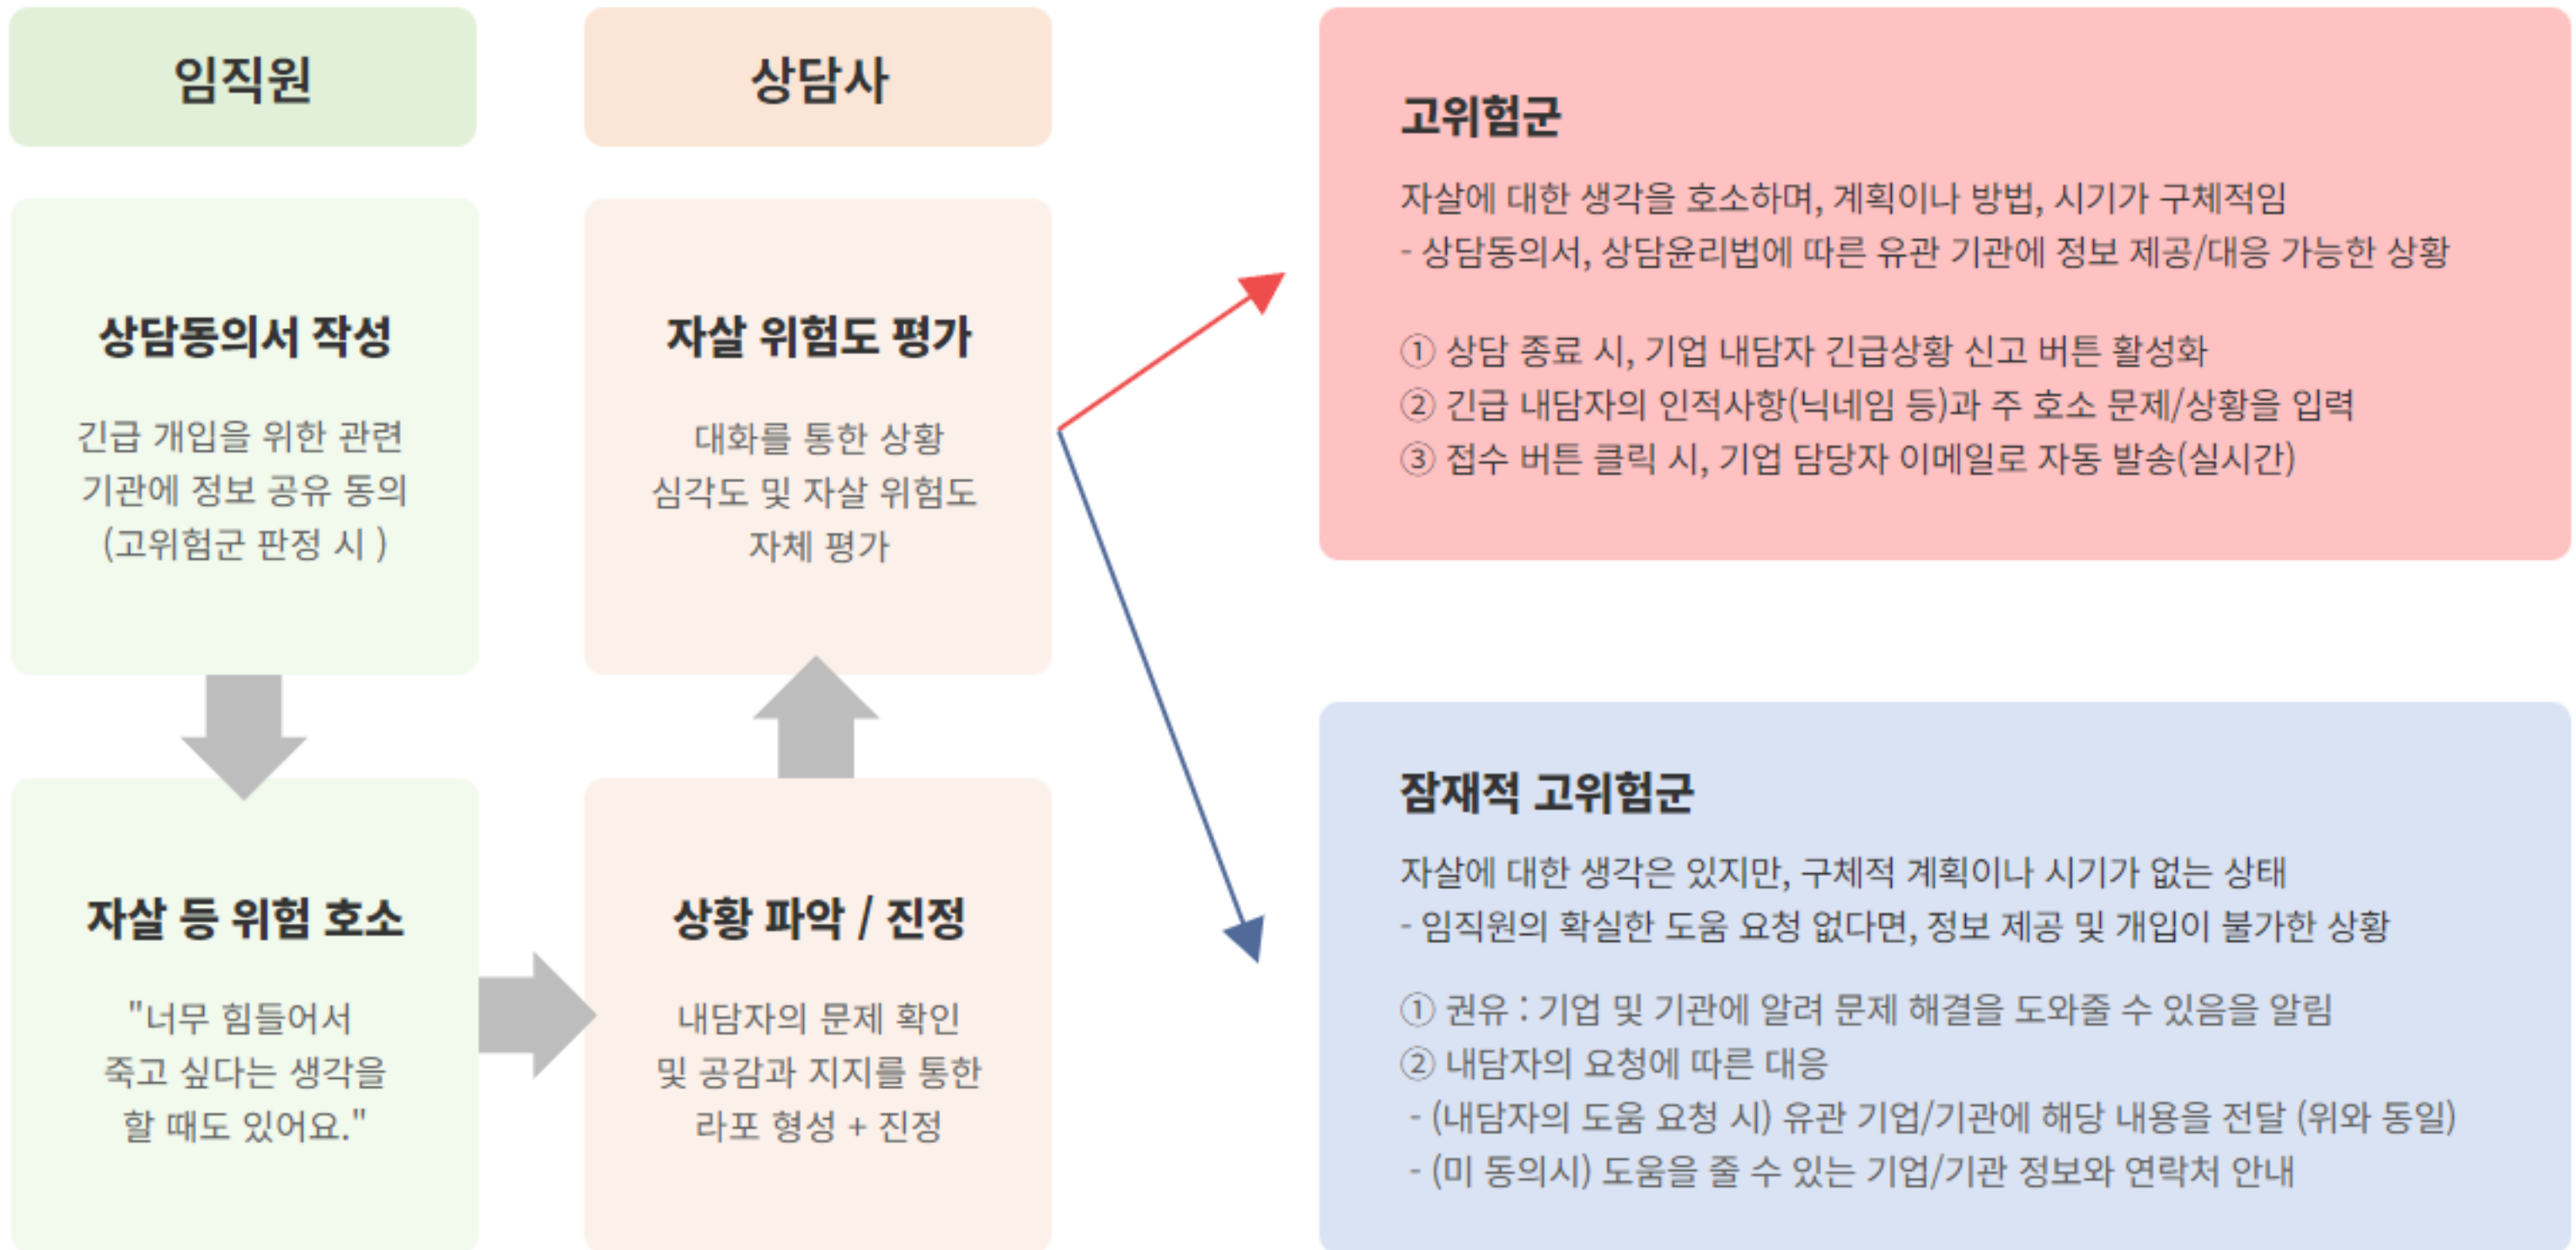 임직원
상담동의서 작성
긴급 개입을 위한 관련
기관에 정보 공유 동의
(고위험군 판정 시 )
자살 등 위험 호소
"너무 힘들어서
죽고 싶다는 생각을
할 때도 있어요."
상담사
자살 위험도 평가
대화를 통한 상황
심각도 및 자살 위험도
자체 평가
상황 파악 / 진정
내담자의 문제 확인
및 공감과 지지를 통한
라포 형성 + 진정
고위험군
자살에 대한 생각을 호소하며, 계획이나 방법, 시기가 구체적임
- 상담동의서, 상담윤리법에 따른 유관 기관에 정보 제공/대응 가능한 상황
① 상담 종료 시, 기업 내담자 긴급상황 신고 버튼 활성화
② 긴급 내담자의 인적사항(닉네임 등)과 주 호소 문제/상황을 입력
③ 접수 버튼 클릭 시, 기업 담당자 이메일로 자동 발송(실시간)
잠재적 고위험군
자살에 대한 생각은 있지만, 구체적 계획이나 시기가 없는 상태
- 임직원의 확실한 도움 요청 없다면, 정보 제공 및 개입이 불가한 상황
① 권유 : 기업 및 기관에 알려 문제 해결을 도와줄 수 있음을 알림
② 내담자의 요청에 따른 대응
- (내담자의 도움 요청 시) 유관 기업/기관에 해당 내용을 전달 (위와 동일)
- (미 동의시) 도움을 줄 수 있는 기업/기관 정보와 연락처 안내